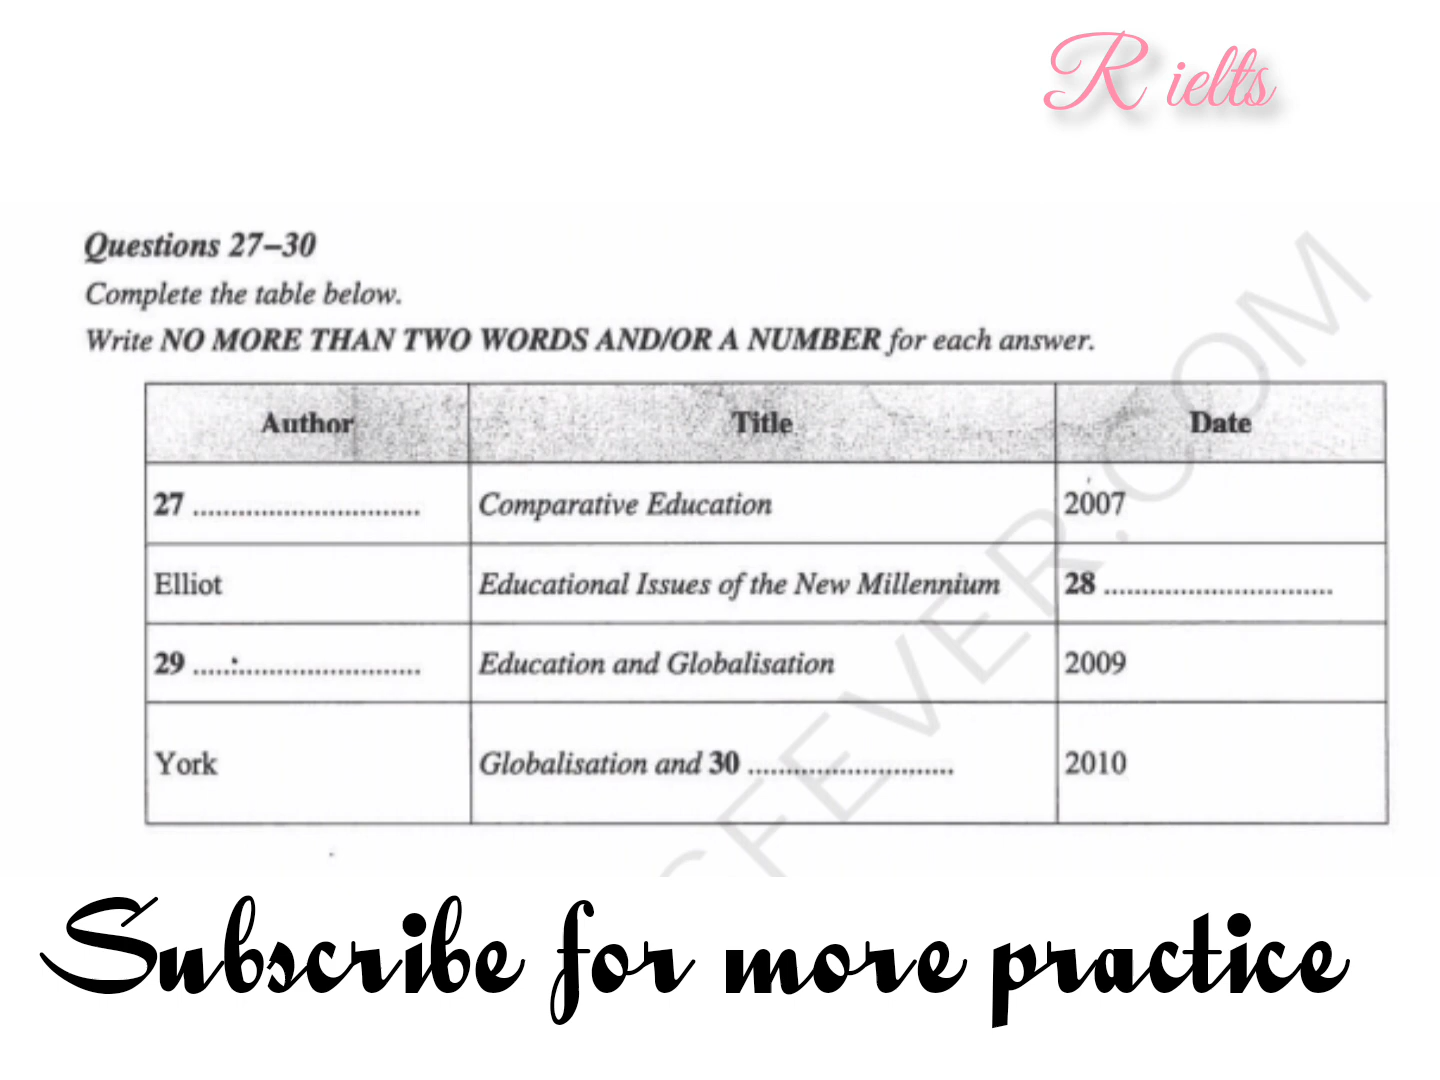 R ielts
Questions 27–30
Complete the table below.
Write NO MORE THAN TWO WORDS AND/OR A NUMBER for each answer.
Author Title Date
27 .............................. Comparative Education 2007
Elliot Educational Issues of the New Millennium 28 ..............................
29 .....:........................ Education and Globalisation 2009
York Globalisation and 30 ........................... 2010
FEVER.COM
Subscribe for more practice